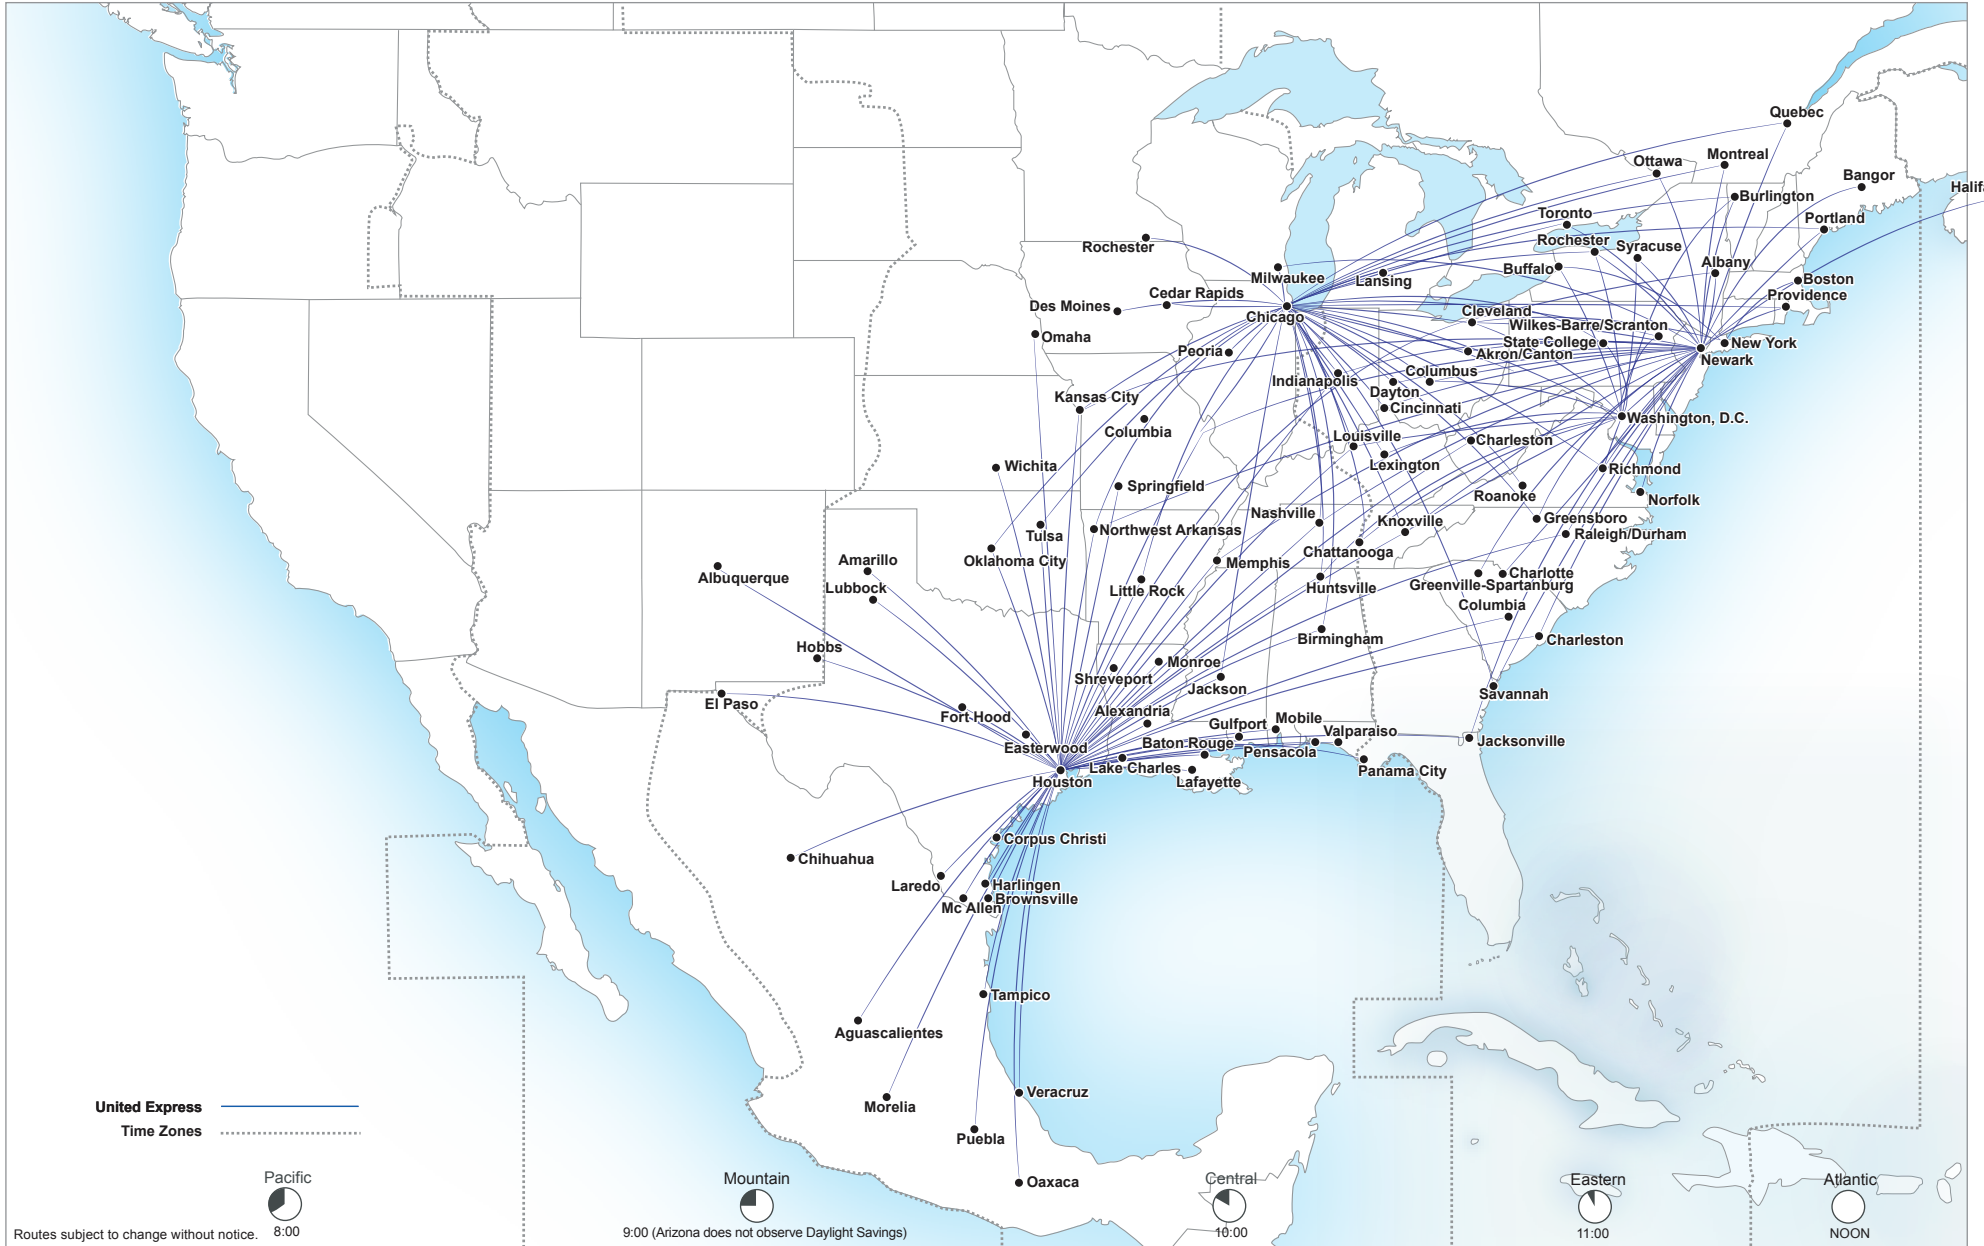 Quebec
Montreal
Ottawa
Bangor
Halif
Burlington
Toronto
Portland
Rochester
Rochester
Syracuse
Albany
Buffalo
Milwaukee
Lansing
Boston
Cedar Rapids
Providence
Des Moines
Chicago
Cleveland
Wilkes-Barre/Scranton
Omaha
State College
New York
Peoria
Akron/Canton
Newark
Columbus
Indianapolis
Dayton
Kansas City
Cincinnati
Washington, D.C.
Columbia
Louisville
Charleston
Wichita
Lexington
Richmond
Springfield
Roanoke
Norfolk
Nashville
Knoxville
Greensboro
Northwest Arkansas
Tulsa
Raleigh/Durham
Chattanooga
Oklahoma City
Amarillo
Memphis
Albuquerque
Charlotte
Lubbock
Little Rock
Huntsville
Greenville-Spartanburg
Columbia
Birmingham
Charleston
Hobbs
Monroe
Shreveport
Jackson
Savannah
El Paso
Alexandria
Fort Hood
Gulfport
Mobile
Valparaiso
Easterwood
Baton Rouge
Pensacola
Jacksonville
Lake Charles
Panama City
Houston
Lafayette
Corpus Christi
Chihuahua
Laredo
Harlingen
Brownsville
Mc Allen
Tampico
Aguascalientes
Veracruz
Morelia
Puebla
Oaxaca
United Express
Time Zones
Pacific
8:00
Mountain
9:00 (Arizona does not observe Daylight Savings)
Central
10:00
Eastern
11:00
Atlantic
NOON
Routes subject to change without notice.